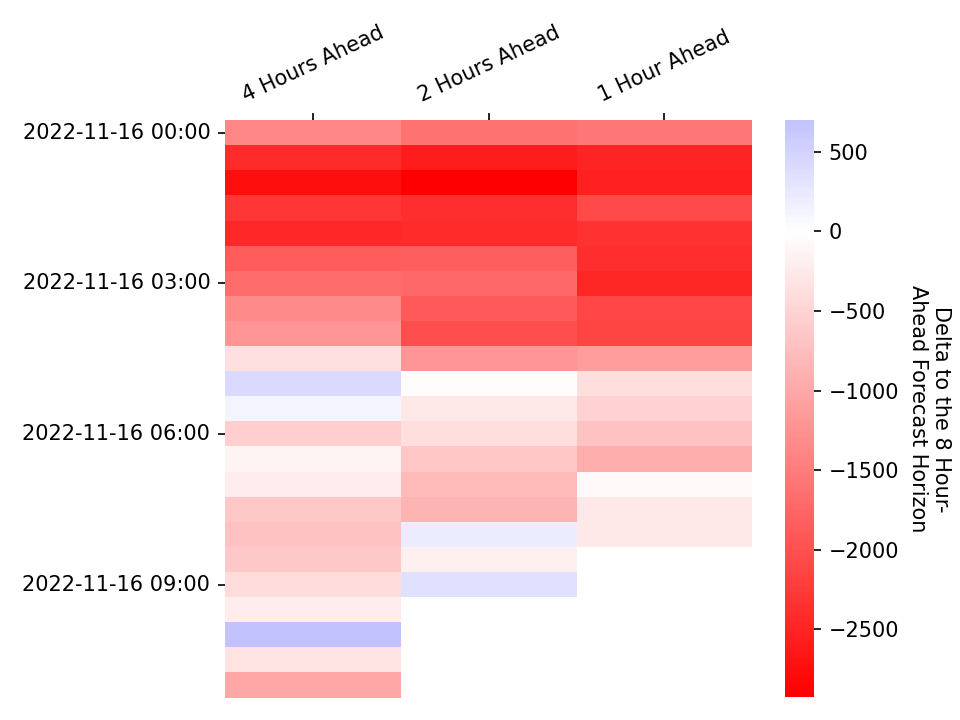 4 Hours Ahead
2 Hours Ahead
1 Hour Ahead
2022-11-16 00:00
2022-11-16 03:00
2022-11-16 06:00
2022-11-16 09:00
500
0
−500
−1000
−1500
−2000
−2500
Delta to the 8 Hour-
Ahead Forecast Horizon